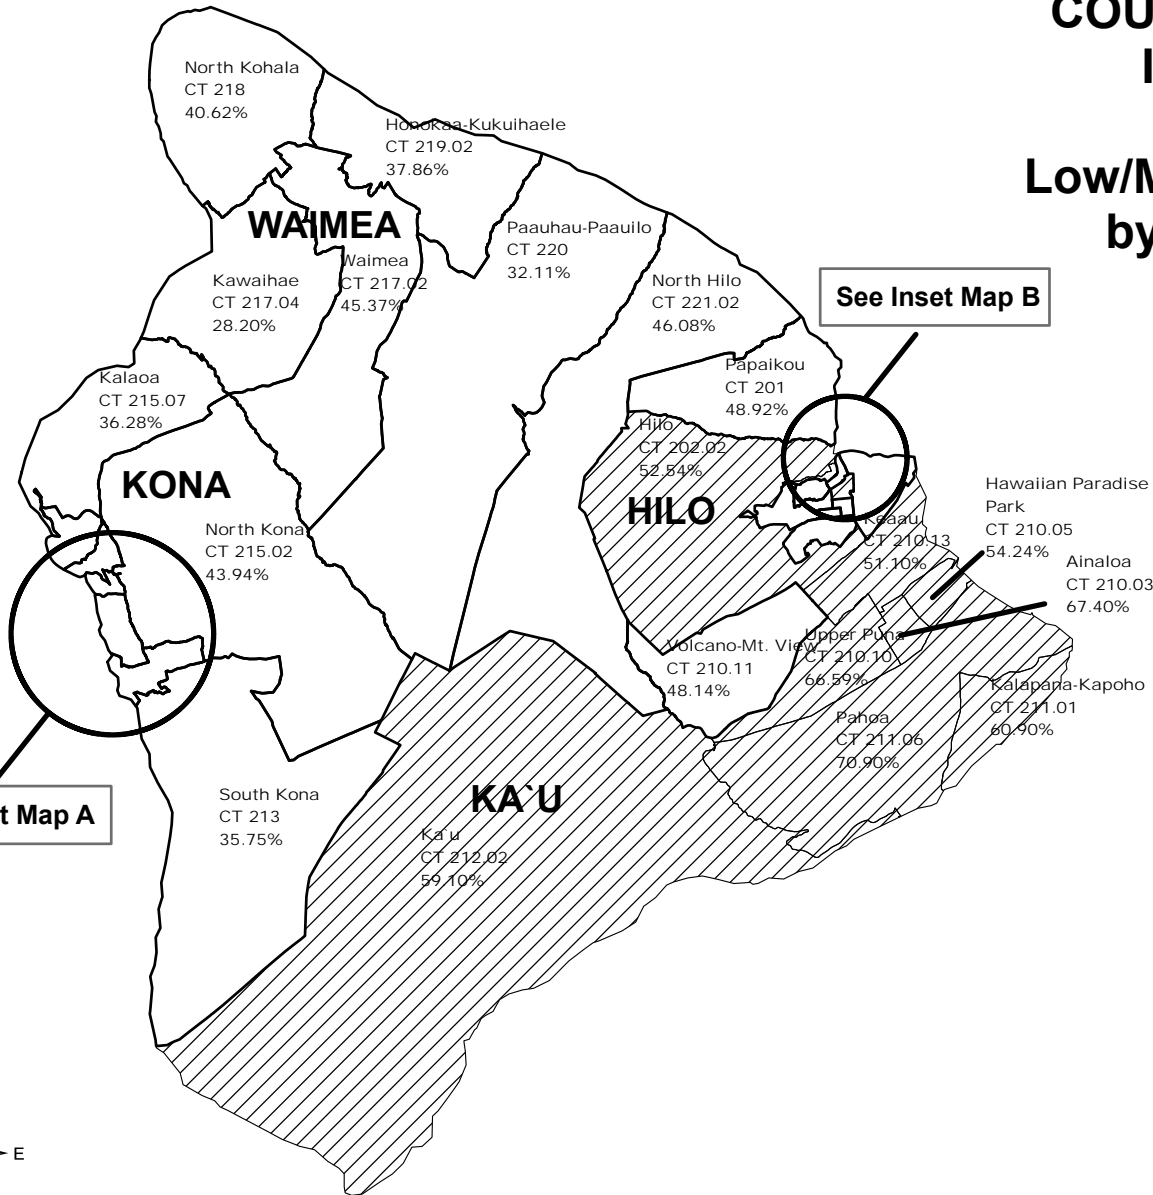 COU
I
Low/M
by
North Kohala
CT 218
40.62%
Honokaa-Kukuihaele
CT 219.02
37.86%
WAIMEA
Paauhau-Paauilo
CT 220
32.11%
Waimea
CT 217.02
45.37%
Kawaihae
CT 217.04
28.20%
North Hilo
CT 221.02
46.08%
See Inset Map B
Papaikou
CT 201
48.92%
Kalaoa
CT 215.07
36.28%
Hilo
CT 202.02
52.54%
KONA
HILO
Hawaiian Paradise
Park
CT 210.05
54.24%
Keaau
CT 210.13
51.10%
North Kona
CT 215.02
43.94%
Ainaloa
CT 210.03
67.40%
Volcano-Mt. View
CT 210.11
48.14%
Upper Puna
CT 210.10
66.59%
Kalapana-Kapoho
CT 211.01
60.90%
Pahoa
CT 211.06
70.90%
t Map A
South Kona
CT 213
35.75%
KA`U
Ka`u
CT 212.02
59.10%
E